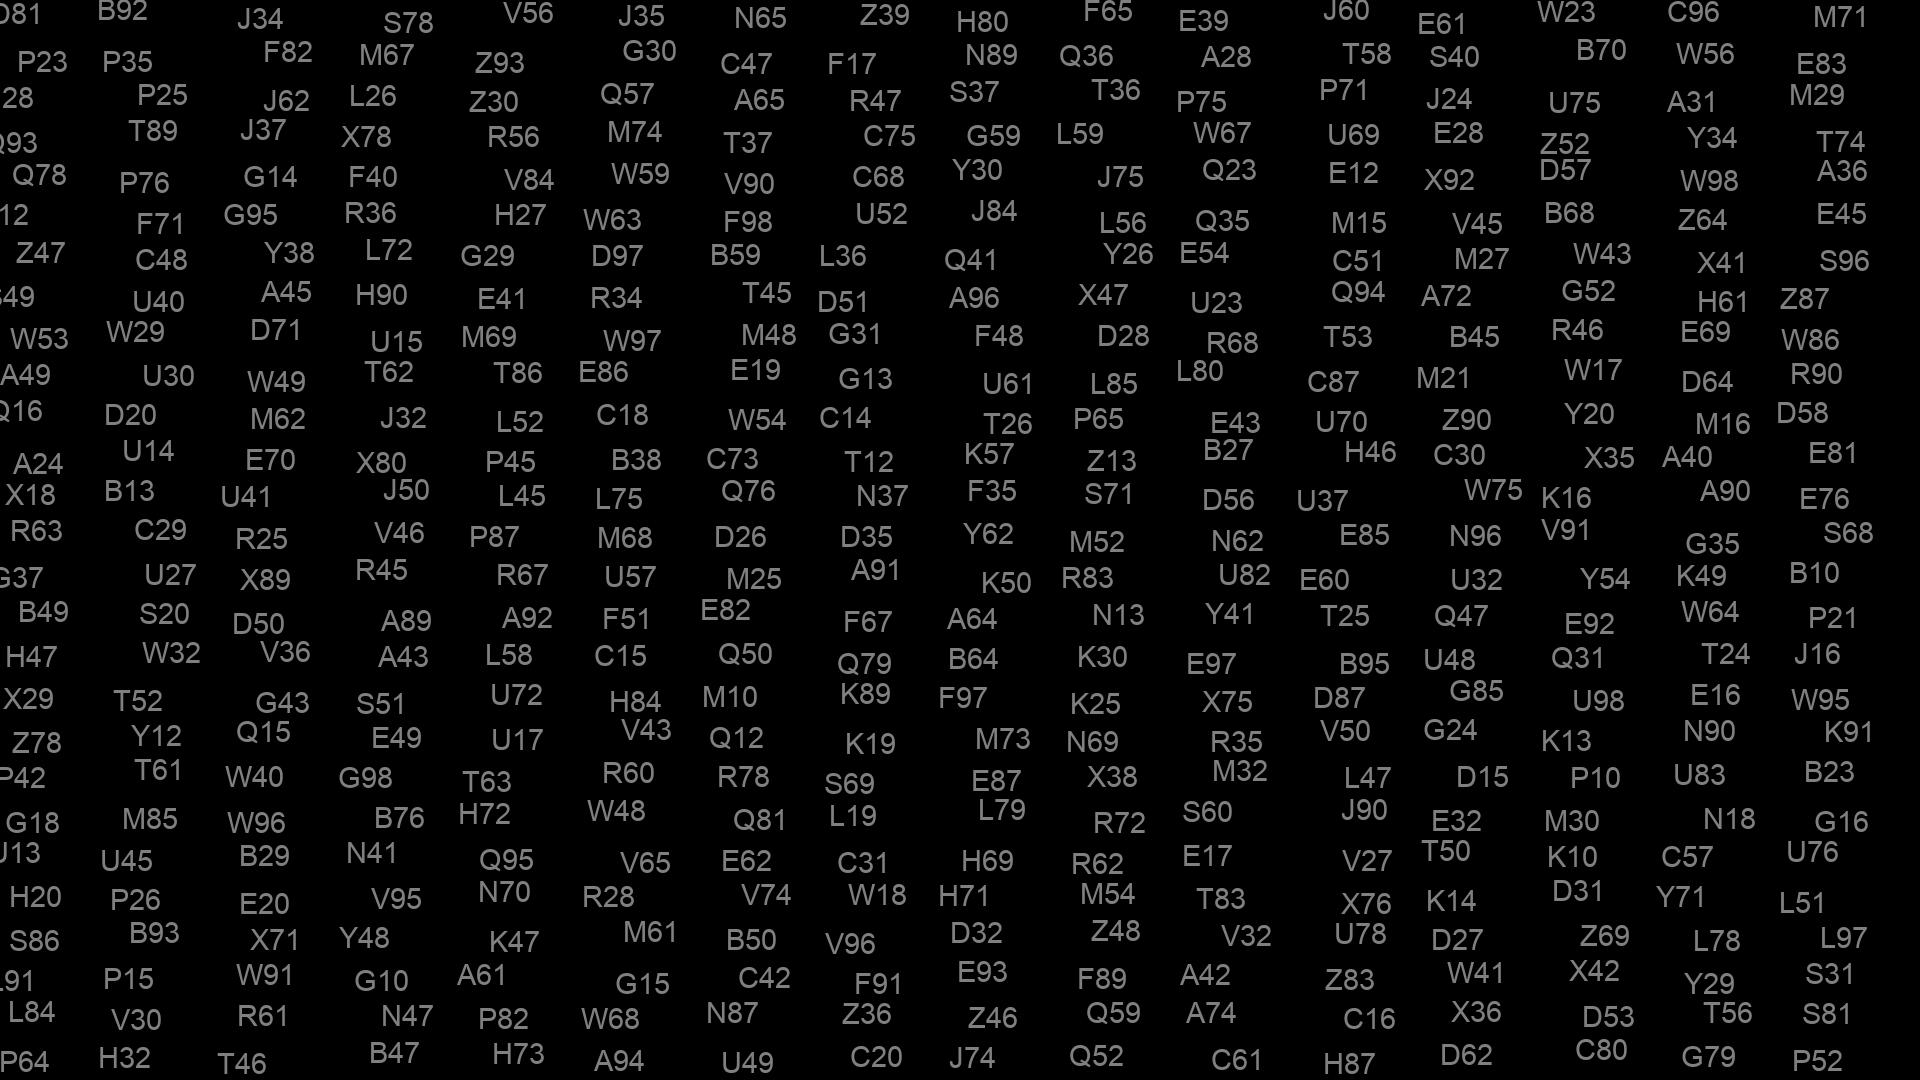 B92 J34 S78 V56 J35 N65 Z39 H80 F65 E39 J60 E61 W23 C96 M71
P23 P35 F82 M67 Z93 G30 C47 F17 N89 Q36 A28 T58 S40 B70 W56 E83
28 P25 J62 L26 Z30 Q57 A65 R47 S37 T36 P75 P71 J24 U75 A31 M29
Q93 T89 J37 X78 R56 M74 T37 C75 G59 L59 W67 U69 E28 Z52 Y34 T74
Q78 P76 G14 F40 V84 W59 V90 C68 Y30 J75 Q23 E12 X92 D57 W98 A36
12 F71 G95 R36 H27 W63 F98 U52 J84 L56 Q35 M15 V45 B68 Z64 E45
Z47 C48 Y38 L72 G29 D97 B59 L36 Q41 Y26 E54 C51 M27 W43 X41 S96
49 U40 A45 H90 E41 R34 T45 D51 A96 X47 U23 Q94 A72 G52 H61 Z87
W53 W29 D71 U15 M69 W97 M48 G31 F48 D28 R68 T53 B45 R46 E69 W86
A49 U30 W49 T62 T86 E86 E19 G13 U61 L85 L80 C87 M21 W17 D64 R90
Q16 D20 M62 J32 L52 C18 W54 C14 T26 P65 E43 U70 Z90 Y20 M16 D58
A24 U14 E70 X80 P45 B38 C73 T12 K57 Z13 B27 H46 C30 X35 A40 E81
X18 B13 U41 J50 L45 L75 Q76 N37 F35 S71 D56 U37 W75 K16 A90 E76
R63 C29 R25 V46 P87 M68 D26 D35 Y62 M52 N62 E85 N96 V91 G35 S68
G37 U27 X89 R45 R67 U57 M25 A91 K50 R83 U82 E60 U32 Y54 K49 B10
B49 S20 D50 A89 A92 F51 E82 F67 A64 N13 Y41 T25 Q47 E92 W64 P21
H47 W32 V36 A43 L58 C15 Q50 Q79 B64 K30 E97 B95 U48 Q31 T24 J16
X29 T52 G43 S51 U72 H84 M10 K89 F97 K25 X75 D87 G85 U98 E16 W95
Z78 Y12 Q15 E49 U17 V43 Q12 K19 M73 N69 R35 V50 G24 K13 N90 K91
P42 T61 W40 G98 T63 R60 R78 S69 E87 X38 M32 L47 D15 P10 U83 B23
G18 M85 W96 B76 H72 W48 Q81 L19 L79 R72 S60 J90 E32 M30 N18 G16
U13 U45 B29 N41 Q95 V65 E62 C31 H69 R62 E17 V27 T50 K10 C57 U76
H20 P26 E20 V95 N70 R28 V74 W18 H71 M54 T83 X76 K14 D31 Y71 L51
S86 B93 X71 Y48 K47 M61 B50 V96 D32 Z48 V32 U78 D27 Z69 L78 L97
91 P15 W91 G10 A61 G15 C42 F91 E93 F89 A42 Z83 W41 X42 Y29 S31
L84 V30 R61 N47 P82 W68 N87 Z36 Z46 Q59 A74 C16 X36 D53 T56 S81
P64 H32 T46 B47 H73 A94 U49 C20 J74 Q52 C61 H87 D62 C80 G79 P52